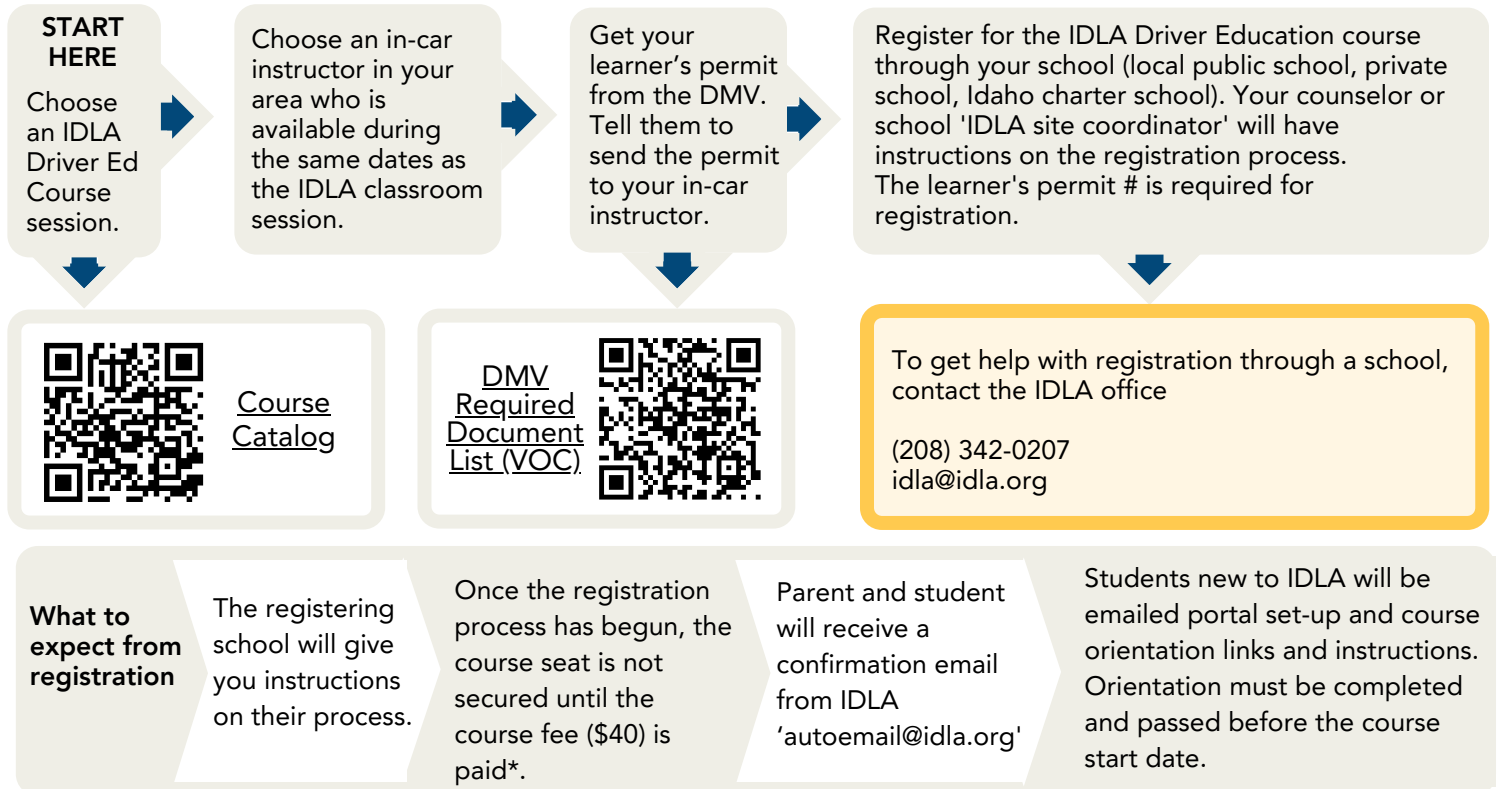 START
HERE
Choose
an IDLA
Driver Ed
Course
session.
Choose an in-car
instructor in your
area who is
available during
the same dates as
the IDLA classroom
session.
Get your
learner’s permit
from the DMV.
Tell them to
send the permit
to your in-car
instructor.
Register for the IDLA Driver Education course
through your school (local public school, private
school, Idaho charter school). Your counselor or
school 'IDLA site coordinator' will have
instructions on the registration process.
The learner's permit # is required for
registration.
Course
Catalog
DMV
Required
Document
List (VOC)
To get help with registration through a school,
contact the IDLA office
(208) 342-0207
idla@idla.org
What to
expect from
registration
The registering
school will give
you instructions
on their process.
Once the registration
process has begun, the
course seat is not
secured until the
course fee ($40) is
paid*.
Parent and student
will receive a
confirmation email
from IDLA
‘autoemail@idla.org'
Students new to IDLA will be
emailed portal set-up and course
orientation links and instructions.
Orientation must be completed
and passed before the course
start date.